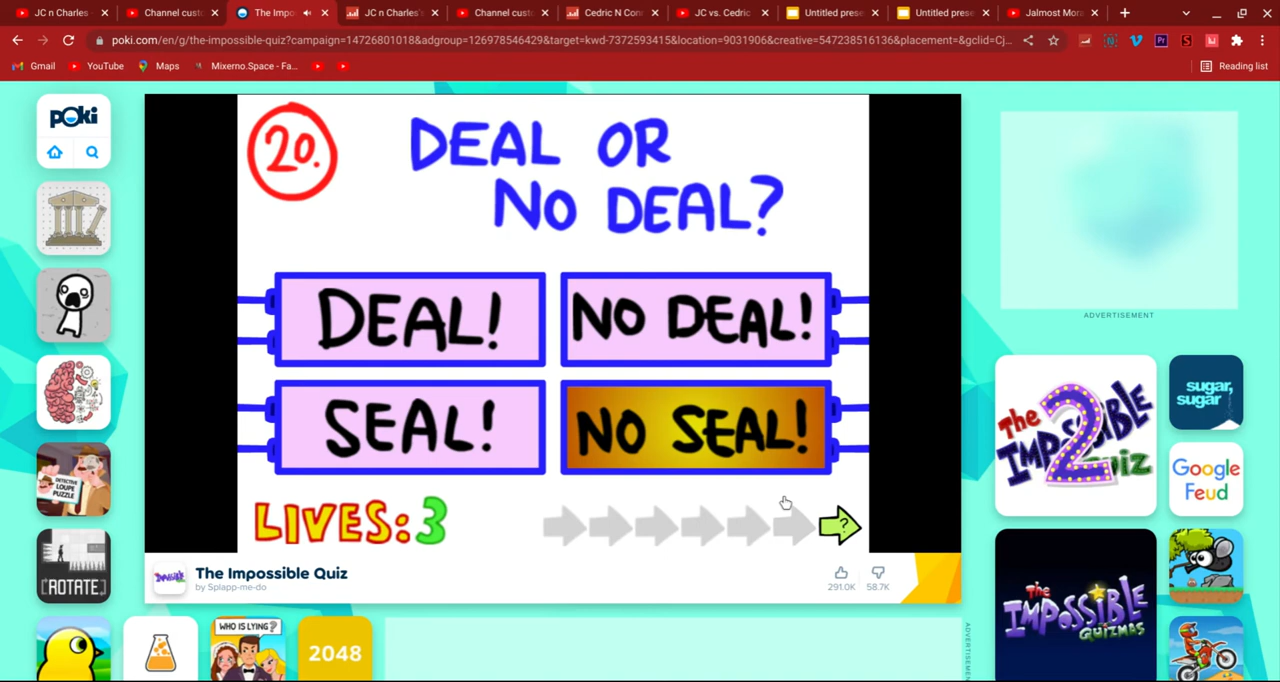 JC n Charles
Channel cust
The Impo
JC n Charles's
Channel cust
Cedric N Con
JC vs. Cedric
Untitled prese
Untitled prese
Jalmost Mora
poki.com/en/g/the-impossible-quiz?campaign=14726801018&adgroup=126978546429&target=kwd-7372593415&location=9031906&creative=547238516136&placement=&gclid=Cj...
Gmail
YouTube
Maps
Mixerno.Space - Fa...
Reading list
POKI
20.
DEAL OR
NO DEAL?
DEAL!
NO DEAL!
SEAL!
NO SEAL!
LIVES: 3
?
The Impossible Quiz
by Splapp-me-do
291.0K
58.7K
ADVERTISEMENT
The IMPOSSIBLE Quiz 2
sugar,
sugar
Google
Feud
The IMPOSSIBLE QUIZMAS
DETECTIVE
LOUPE
PUZZLE
[ROTATE]
WHO IS LYING?
2048
ADVERTISEMEN